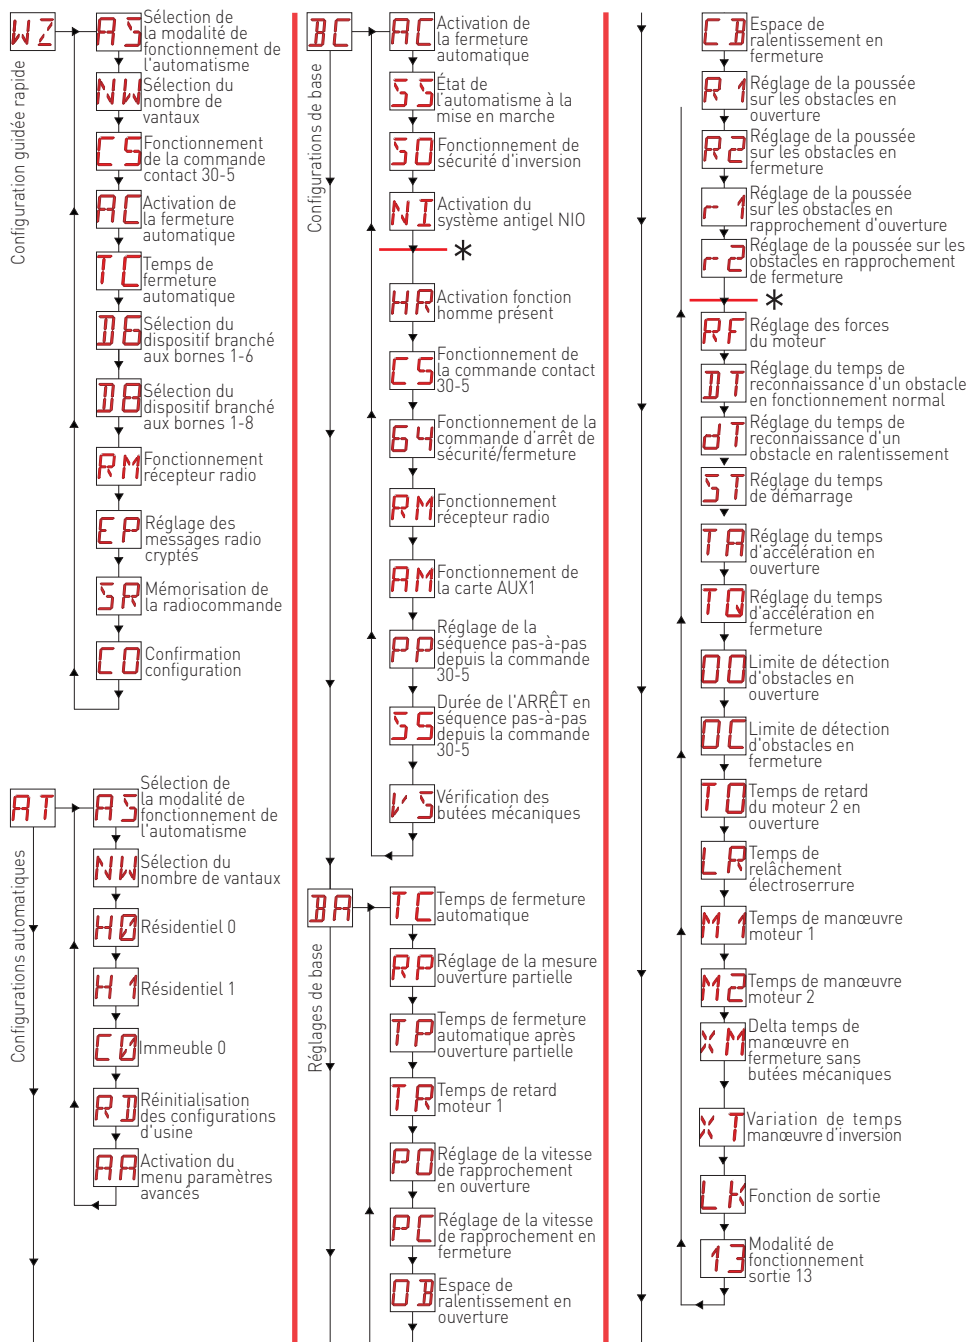 WZ
Configuration guidée rapide
AS
Sélection de
la modalité de
fonctionnement de
l'automatisme
NW
Sélection du
nombre de
vantaux
CS
Fonctionnement
de la commande
contact 30-5
AC
Activation de
la fermeture
automatique
TC
Temps de
fermeture
automatique
D6
Sélection du
dispositif branché
aux bornes 1-6
D8
Sélection du
dispositif branché
aux bornes 1-8
RM
Fonctionnement
récepteur radio
EP
Réglage des
messages radio
cryptés
SR
Mémorisation de
la radiocommande
CO
Confirmation
configuration
AT
Configurations automatiques
AS
Sélection de
la modalité de
fonctionnement de
l'automatisme
NW
Sélection du
nombre de vantaux
H0
Résidentiel 0
H1
Résidentiel 1
C0
Immeuble 0
RD
Réinitialisation
des configurations
d'usine
AA
Activation du
menu paramètres
avancés
BC
Configurations de base
AC
Activation de
la fermeture
automatique
SS
État de
l'automatisme à la
mise en marche
SO
Fonctionnement de
sécurité d'inversion
NI
Activation du
système antigel NIO
*
HR
Activation fonction
homme présent
CS
Fonctionnement de
la commande contact
30-5
64
Fonctionnement de la
commande d'arrêt de
sécurité/fermeture
RM
Fonctionnement
récepteur radio
AM
Fonctionnement de
la carte AUX1
PP
Réglage de la
séquence pas-à-pas
depuis la commande
30-5
S5
Durée de l'ARRÊT en
séquence pas-à-pas
depuis la commande
30-5
VS
Vérification des
butées mécaniques
BA
Réglages de base
TC
Temps de fermeture
automatique
RP
Réglage de la mesure
ouverture partielle
TP
Temps de fermeture
automatique après
ouverture partielle
TR
Temps de retard
moteur 1
PO
Réglage de la vitesse
de rapprochement
en ouverture
PC
Réglage de la vitesse
de rapprochement en
fermeture
OB
Espace de
ralentissement en
ouverture
CB
Espace de
ralentissement en
fermeture
R1
Réglage de la poussée
sur les obstacles en
ouverture
R2
Réglage de la poussée
sur les obstacles en
fermeture
r1
Réglage de la poussée
sur les obstacles en
rapprochement d'ouverture
r2
Réglage de la poussée sur les
obstacles en rapprochement
de fermeture
*
RF
Réglage des forces
du moteur
DT
Réglage du temps de
reconnaissance d'un obstacle
en fonctionnement normal
dT
Réglage du temps de
reconnaissance d'un
obstacle en ralentissement
ST
Réglage du temps
de démarrage
TA
Réglage du temps
d'accélération en
ouverture
TQ
Réglage du temps
d'accélération en
fermeture
OO
Limite de détection
d'obstacles en
ouverture
OC
Limite de détection
d'obstacles en
fermeture
TO
Temps de retard
du moteur 2 en
ouverture
LR
Temps de
relâchement
électroserrure
M1
Temps de manœuvre
moteur 1
M2
Temps de manœuvre
moteur 2
XM
Delta temps de
manœuvre en
fermeture sans
butées mécaniques
XT
Variation de temps
manœuvre d'inversion
LK
Fonction de sortie
13
Modalité de
fonctionnement
sortie 13